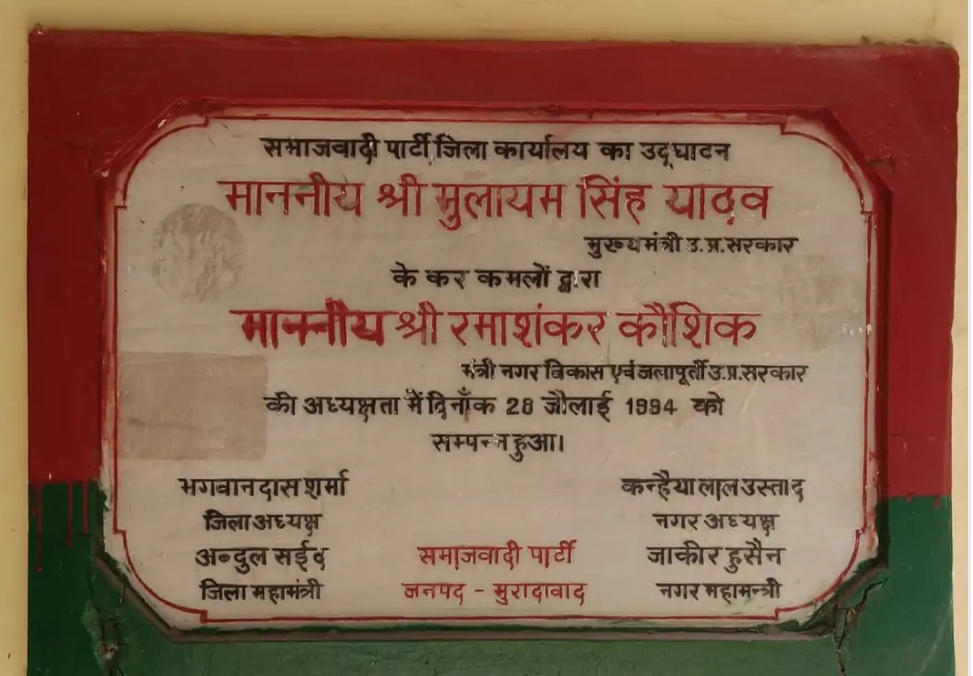 समाजवादी पार्टी जिला कार्यालय का उद्घाटन
माननीय श्री मुलायम सिंह यादव
मुख्यमंत्री उ.प्र.सरकार
के कर कमलों द्वारा
माननीय श्री रमाशंकर कौशिक
मंत्री नगर विकास एवं जलापूर्ती उ.प्र.सरकार
की अध्यक्षता में दिनाँक 28 जौलाई 1994 को
सम्पन्न हुआ।
भगवानदास शर्मा
जिला अध्यक्ष
अब्दुल सईद
जिला महामंत्री
समाजवादी पार्टी
जनपद - मुरादावाद
कन्हैया लाल उस्ताद
नगर अध्यक्ष
जाकीर हुसैन
नगर महामन्त्री